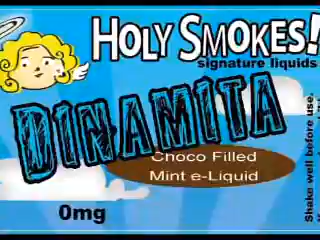 HOLY SMOKES!
signature liquids
DINAMITA
Choco Filled
Mint e-Liquid
0mg
Shake well before use.